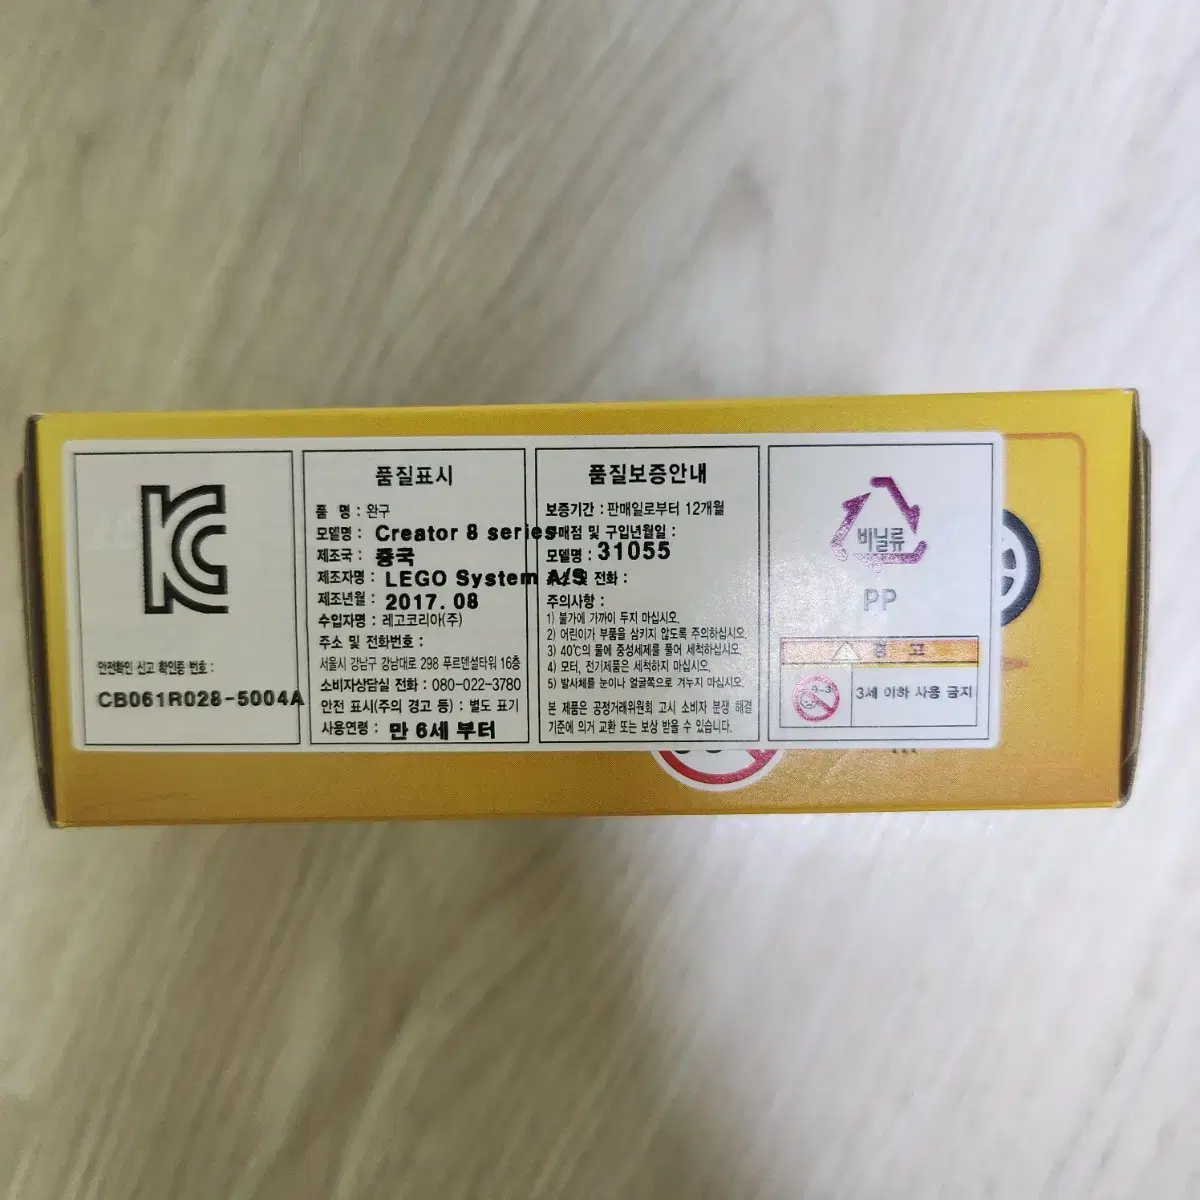 KC
안전확인 신고 확인증 번호 :
CB061R028-5004A
품질표시
품 명 : 완구
모델명 : Creator 8 series
제조국 : 중국
제조자명 : LEGO System A/S
제조년월 : 2017. 08
수입자명 : 레고코리아(주)
주소 및 전화번호 :
서울시 강남구 강남대로 298 푸르덴셜타워 16층
소비자상담실 전화 : 080-022-3780
안전 표시(주의 경고 등) : 별도 표기
사용연령 : 만 6세 부터
품질보증안내
보증기간 : 판매일로부터 12개월
구매점 및 구입년월일 :
모델명 : 31055
전화 :
주의사항 :
1) 불가에 가까이 두지 마십시오.
2) 어린이가 부품을 삼키지 않도록 주의하십시오.
3) 40℃의 물에 중성세제를 풀어 세척하십시오.
4) 모터, 전기제품은 세척하지 마십시오.
5) 발사체를 눈이나 얼굴쪽으로 겨누지 마십시오.
본 제품은 공정거래위원회 고시 소비자 분쟁 해결
기준에 의거 교환 또는 보상 받을 수 있습니다.
비닐류
PP
경 고
0-3
3세 이하 사용 금지